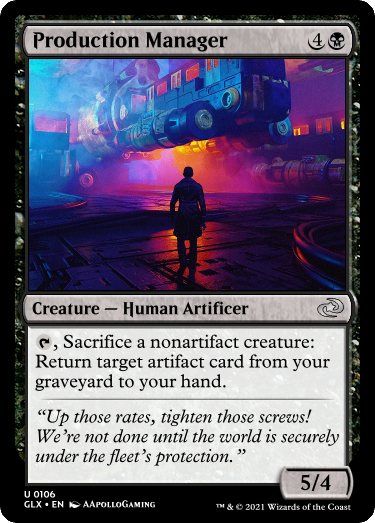 Production Manager 4
Creature — Human Artificer
, Sacrifice a nonartifact creature:
Return target artifact card from your
graveyard to your hand.
“Up those rates, tighten those screws!
We’re not done until the world is securely
under the fleet’s protection.”
5/4
U 0106
GLX • EN AApolloGaming
™ & © 2021 Wizards of the Coast